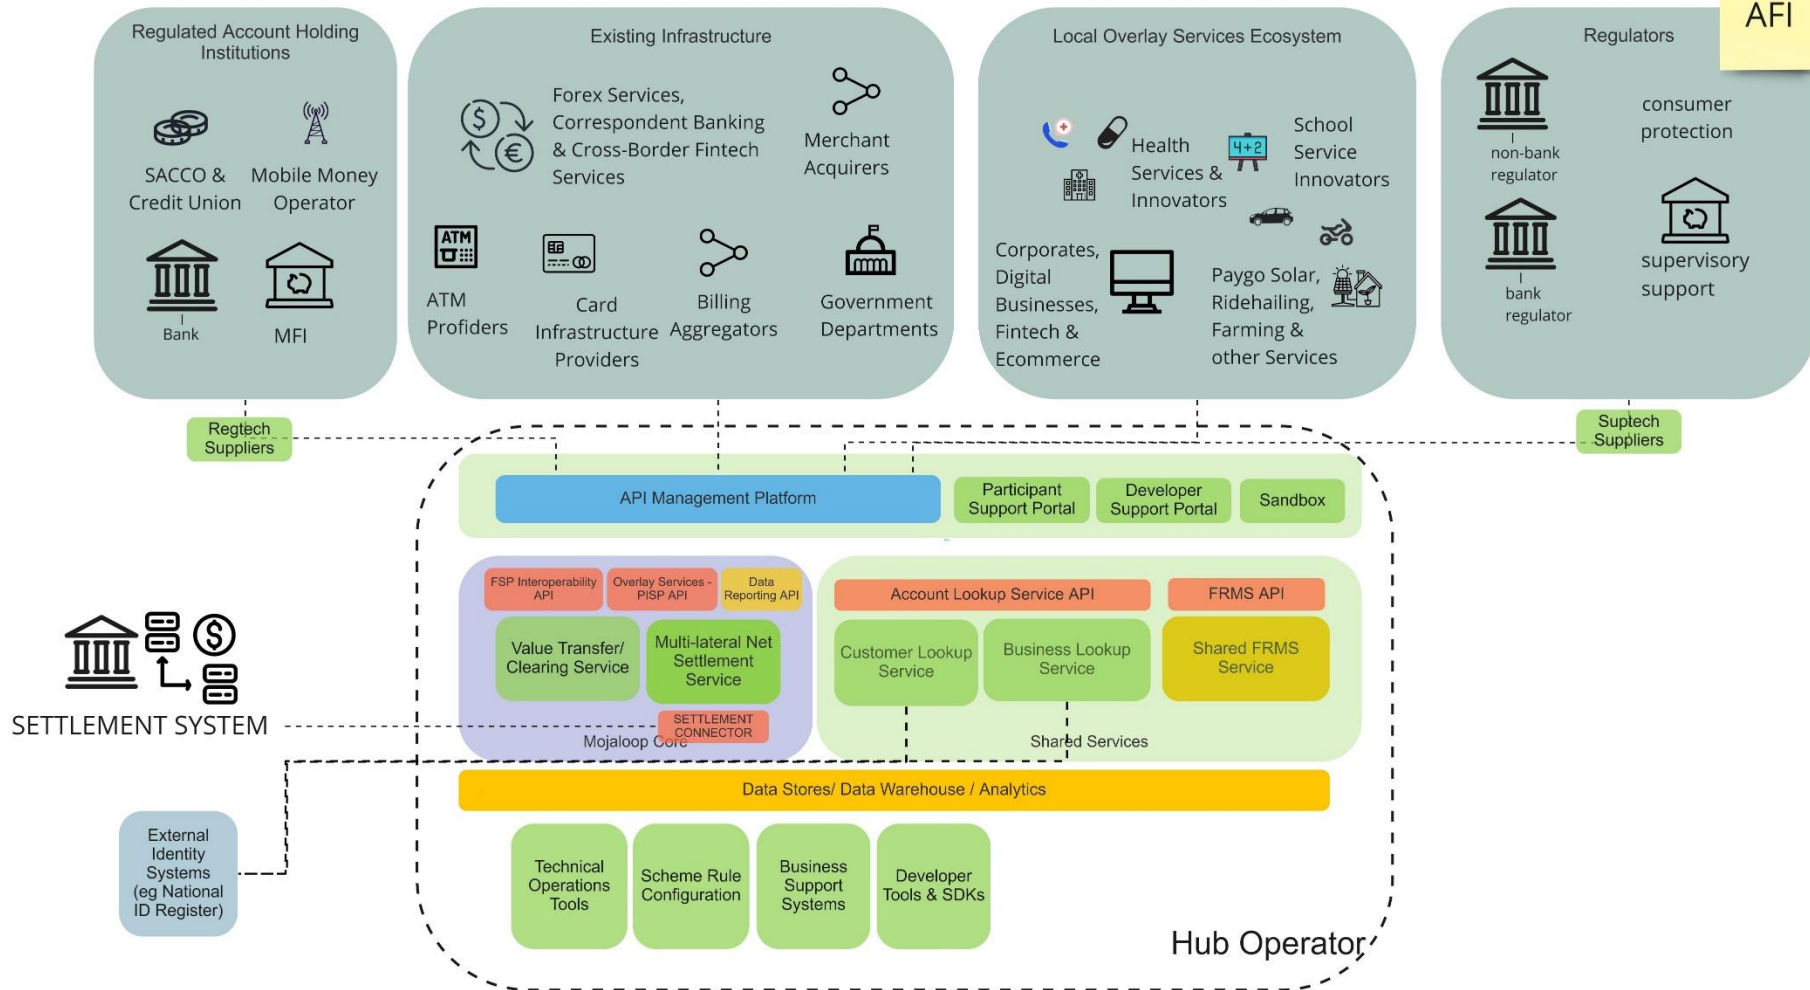 AFI
Regulated Account Holding
Institutions
SACCO &
Credit Union
Mobile Money
Operator
Bank
MFI
Existing Infrastructure
$
€
Forex Services,
Correspondent Banking
& Cross-Border Fintech
Services
Merchant
Acquirers
ATM
ATM
Profiders
Card
Infrastructure
Providers
Billing
Aggregators
Government
Departments
Local Overlay Services Ecosystem
Health
Services &
Innovators
4+2
School
Service
Innovators
Corporates,
Digital
Businesses,
Fintech &
Ecommerce
Paygo Solar,
Ridehailing,
Farming &
other Services
Regulators
non-bank
regulator
consumer
protection
bank
regulator
supervisory
support
Regtech
Suppliers
Suptech
Suppliers
API Management Platform
Participant
Support Portal
Developer
Support Portal
Sandbox
FSP Interoperability
API
Overlay Services -
PISP API
Data
Reporting API
Value Transfer/
Clearing Service
Multi-lateral Net
Settlement
Service
SETTLEMENT
CONNECTOR
Mojaloop Core
Account Lookup Service API
FRMS API
Customer Lookup
Service
Business Lookup
Service
Shared FRMS
Service
Shared Services
$
SETTLEMENT SYSTEM
Data Stores/ Data Warehouse / Analytics
External
Identity
Systems
(eg National
ID Register)
Technical
Operations
Tools
Scheme Rule
Configuration
Business
Support
Systems
Developer
Tools & SDKs
Hub Operator